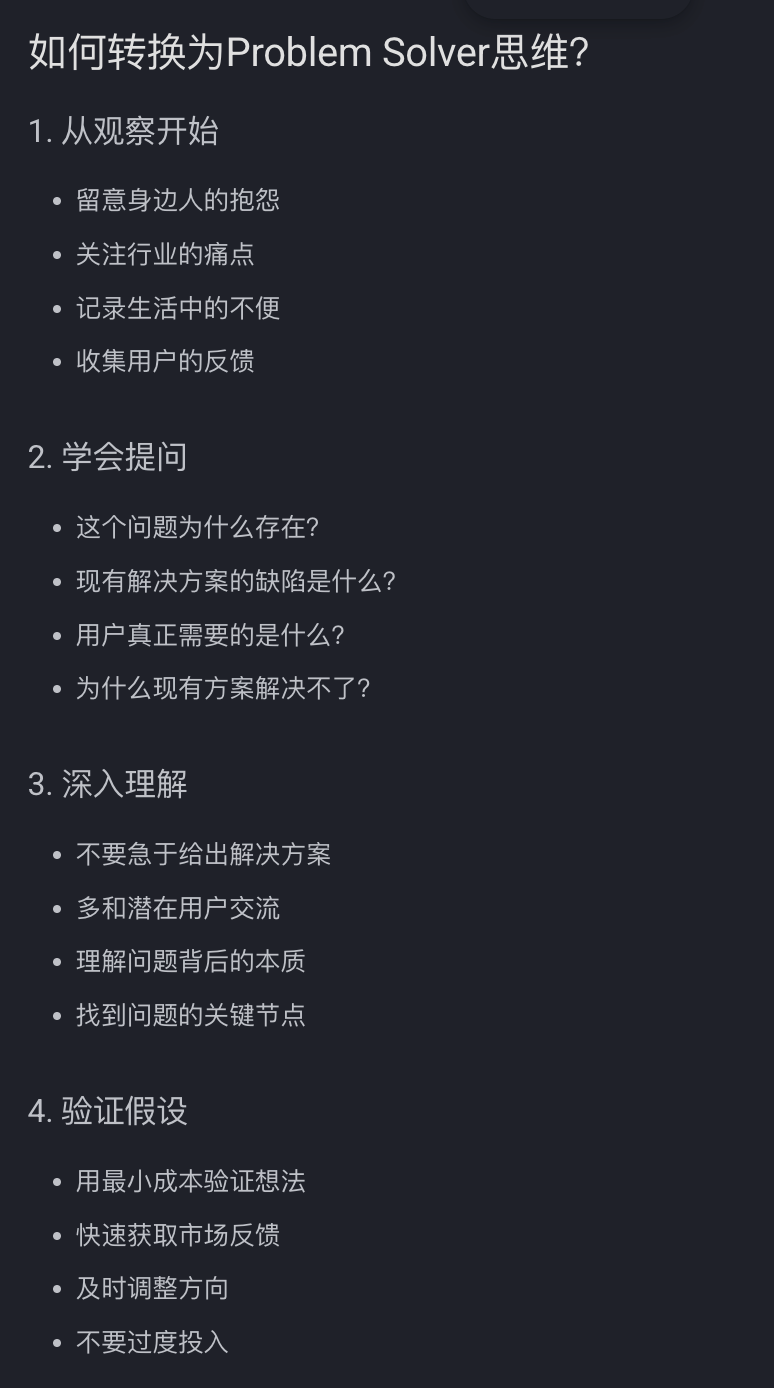 如何转换为Problem Solver思维?
1. 从观察开始
• 留意身边人的抱怨
• 关注行业的痛点
• 记录生活中的不便
• 收集用户的反馈
2. 学会提问
• 这个问题为什么存在?
• 现有解决方案的缺陷是什么?
• 用户真正需要的是什么?
• 为什么现有方案解决不了?
3. 深入理解
• 不要急于给出解决方案
• 多和潜在用户交流
• 理解问题背后的本质
• 找到问题的关键节点
4. 验证假设
• 用最小成本验证想法
• 快速获取市场反馈
• 及时调整方向
• 不要过度投入